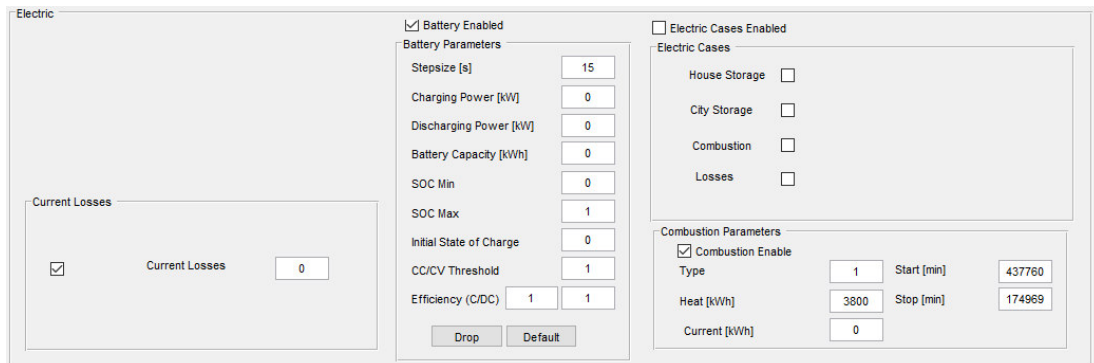 Electric
Battery Enabled
Battery Parameters
Stepsize [s] 15
Charging Power [kW] 0
Discharging Power [kW] 0
Battery Capacity [kWh] 0
SOC Min 0
SOC Max 1
Initial State of Charge 0
CC/CV Threshold 1
Efficiency (C/DC) 1 1
Drop Default
Current Losses
Current Losses 0
Electric Cases Enabled
Electric Cases
House Storage
City Storage
Combustion
Losses
Combustion Parameters
Combustion Enable
Type 1 Start [min] 437760
Heat [kWh] 3800 Stop [min] 174969
Current [kWh] 0